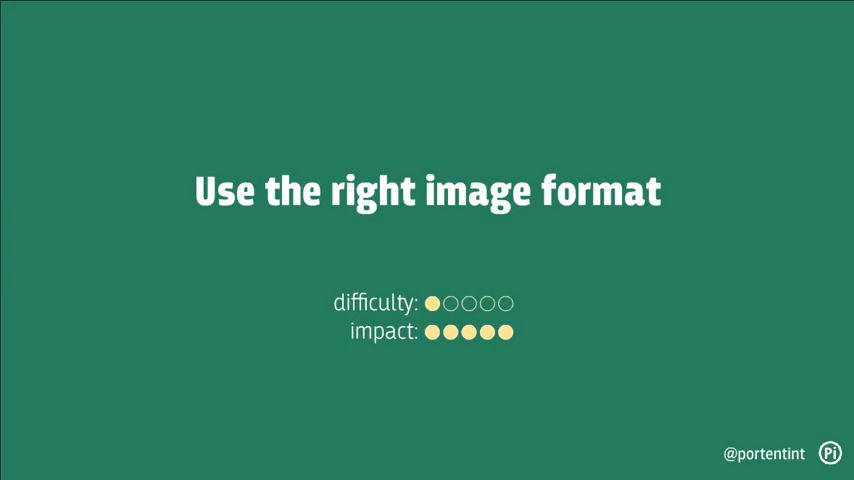 Use the right image format
difficulty:
impact:
@portentint Pi